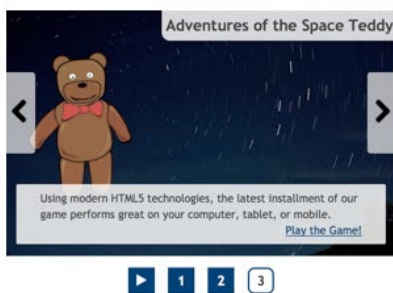 Adventures of the Space Teddy
Using modern HTML5 technologies, the latest installment of our
game performs great on your computer, tablet, or mobile.
Play the Game!
1 2 3